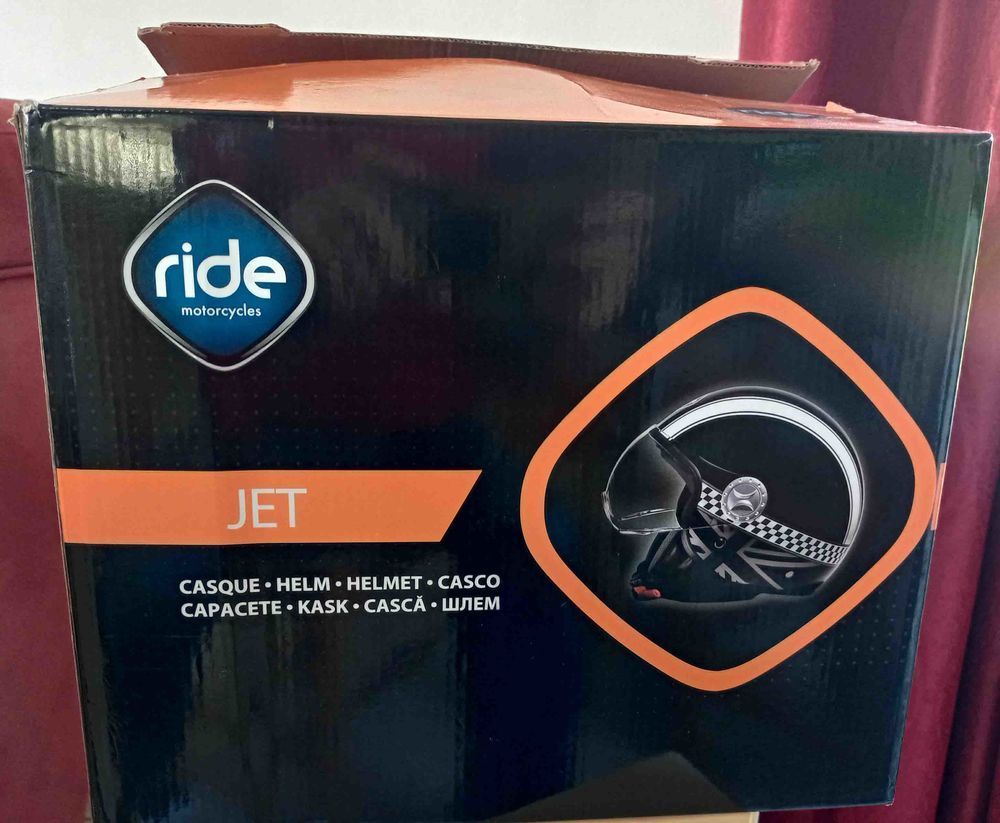 ride
motorcycles
JET
CASQUE • HELM • HELMET • CASCO
CAPACETE • KASK • CASCĂ • ШЛЕМ